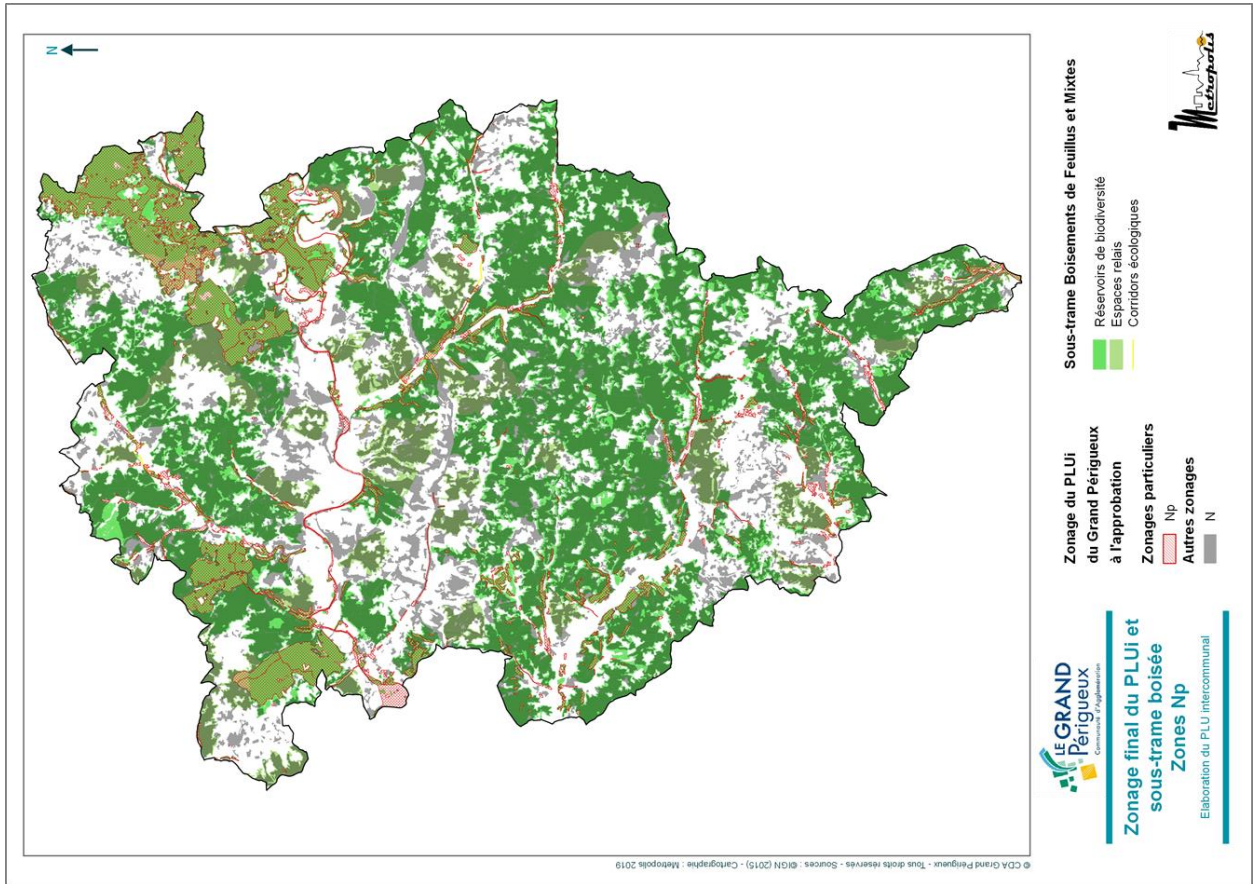 LE GRAND
Périgueux
Communauté d'Agglomération
Zonage final du PLUi et
sous-trame boisée
Zones Np
Elaboration du PLU intercommunal
Zonage du PLUi
du Grand Périgueux
à l'approbation
Zonages particuliers
Np
Autres zonages
N
Sous-trame Boisements de Feuillus et Mixtes
Réservoirs de biodiversité
Espaces relais
Corridors écologiques
Metropolis
N
© CDA Grand Périgueux - Tous droits réservés - Sources : ©IGN (2015) - Cartographie : Metropolis 2019